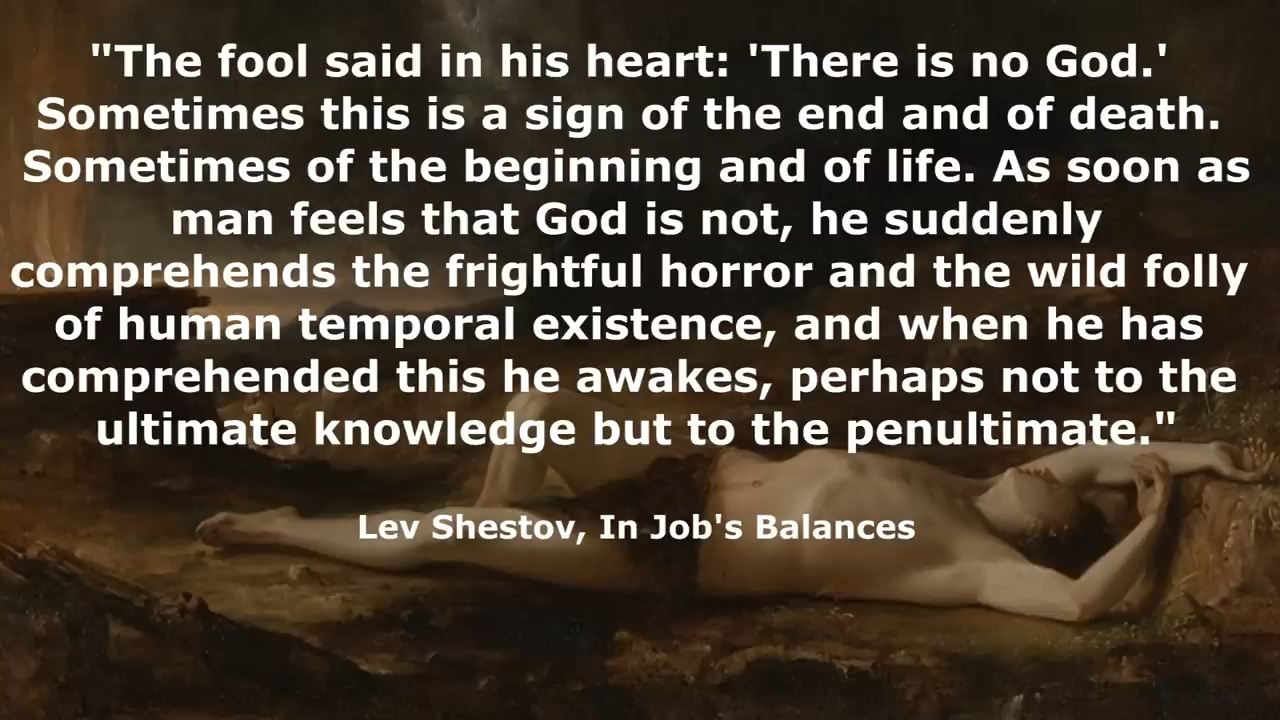 "The fool said in his heart: 'There is no God.'
Sometimes this is a sign of the end and of death.
Sometimes of the beginning and of life. As soon as
man feels that God is not, he suddenly
comprehends the frightful horror and the wild folly
of human temporal existence, and when he has
comprehended this he awakes, perhaps not to the
ultimate knowledge but to the penultimate."
Lev Shestov, In Job's Balances